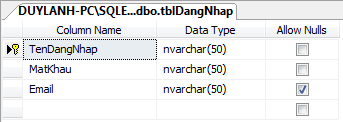 DUYLANH-PC\SQLE...dbo.tblDangNhap
Column Name Data Type Allow Nulls
TenDangNhap nvarchar(50)
MatKhau nvarchar(50)
Email nvarchar(50)